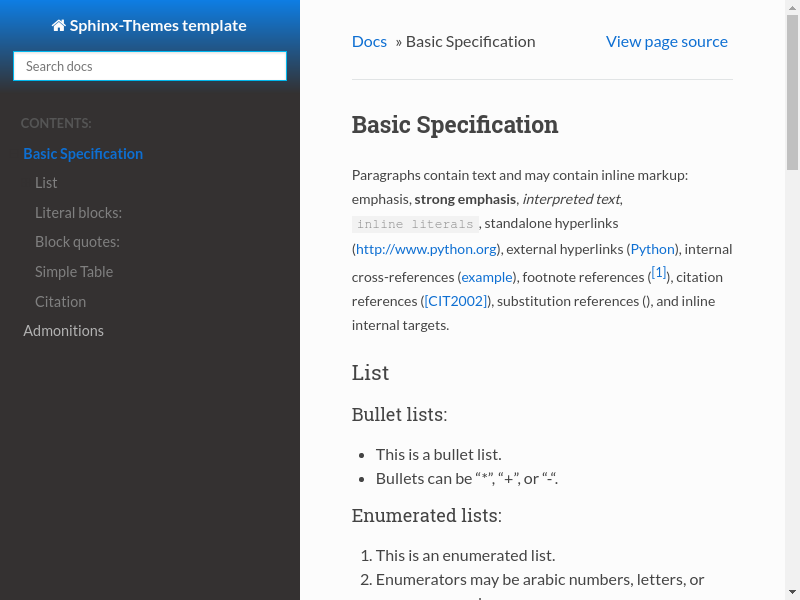 Sphinx-Themes template
Search docs
CONTENTS:
Basic Specification
List
Literal blocks:
Block quotes:
Simple Table
Citation
Admonitions
Docs » Basic Specification View page source
Basic Specification
Paragraphs contain text and may contain inline markup:
emphasis, strong emphasis, interpreted text,
inline literals, standalone hyperlinks
(http://www.python.org), external hyperlinks (Python), internal
cross-references (example), footnote references ([1]), citation
references ([CIT2002]), substitution references (), and inline
internal targets.
List
Bullet lists:
• This is a bullet list.
• Bullets can be “*”, “+”, or “-“.
Enumerated lists:
1. This is an enumerated list.
2. Enumerators may be arabic numbers, letters, or